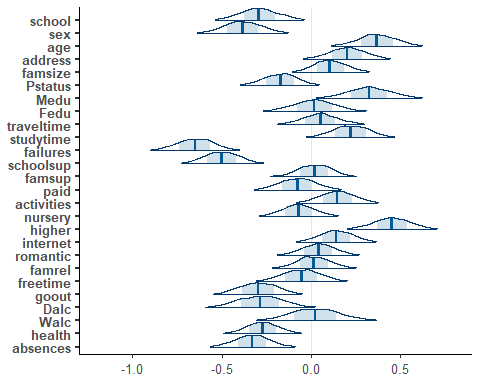 school
sex
age
address
famsize
Pstatus
Medu
Fedu
traveltime
studytime
failures
schoolsup
famsup
paid
activities
nursery
higher
internet
romantic
famrel
freetime
goout
Dalc
Walc
health
absences
-1.0 -0.5 0.0 0.5